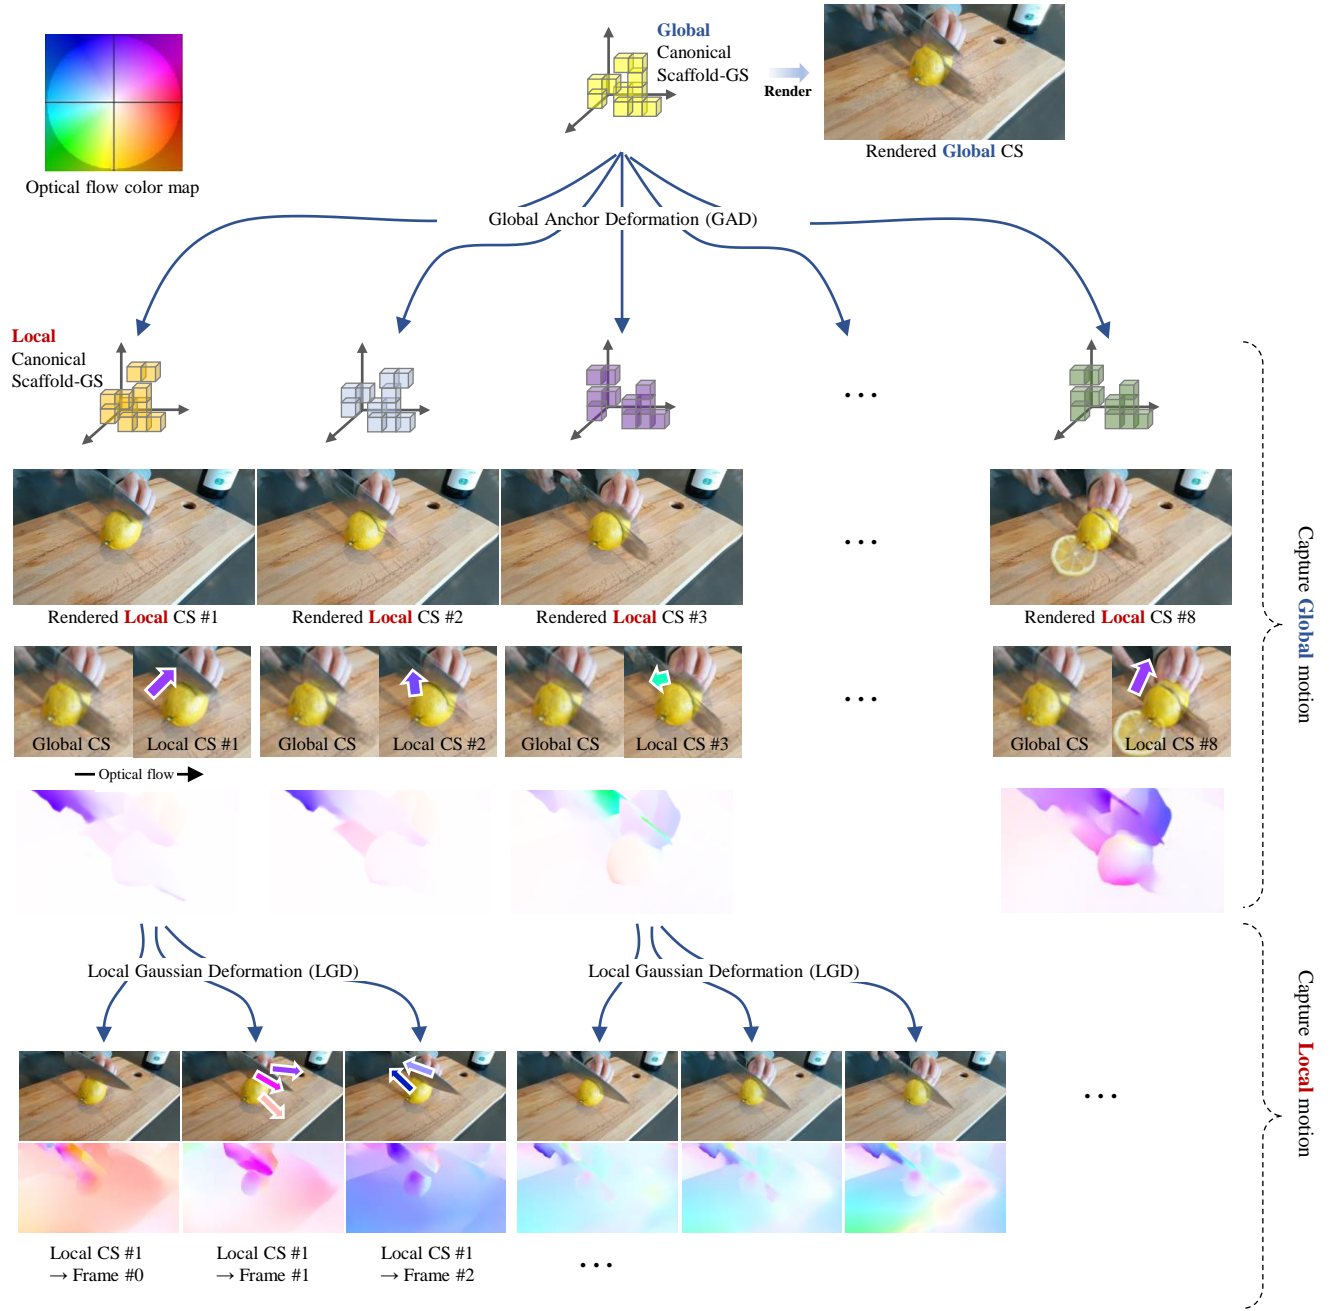 Global
Canonical
Scaffold-GS
Render
Rendered Global CS
Optical flow color map
Global Anchor Deformation (GAD)
Local
Canonical
Scaffold-GS
...
...
Rendered Local CS #1
Rendered Local CS #2
Rendered Local CS #3
Rendered Local CS #8
Global CS
Local CS #1
Global CS
Local CS #2
Global CS
Local CS #3
...
Global CS
Local CS #8
Optical flow
Capture Global motion
Local Gaussian Deformation (LGD)
Local Gaussian Deformation (LGD)
...
Capture Local motion
Local CS #1
→ Frame #0
Local CS #1
→ Frame #1
Local CS #1
→ Frame #2
...